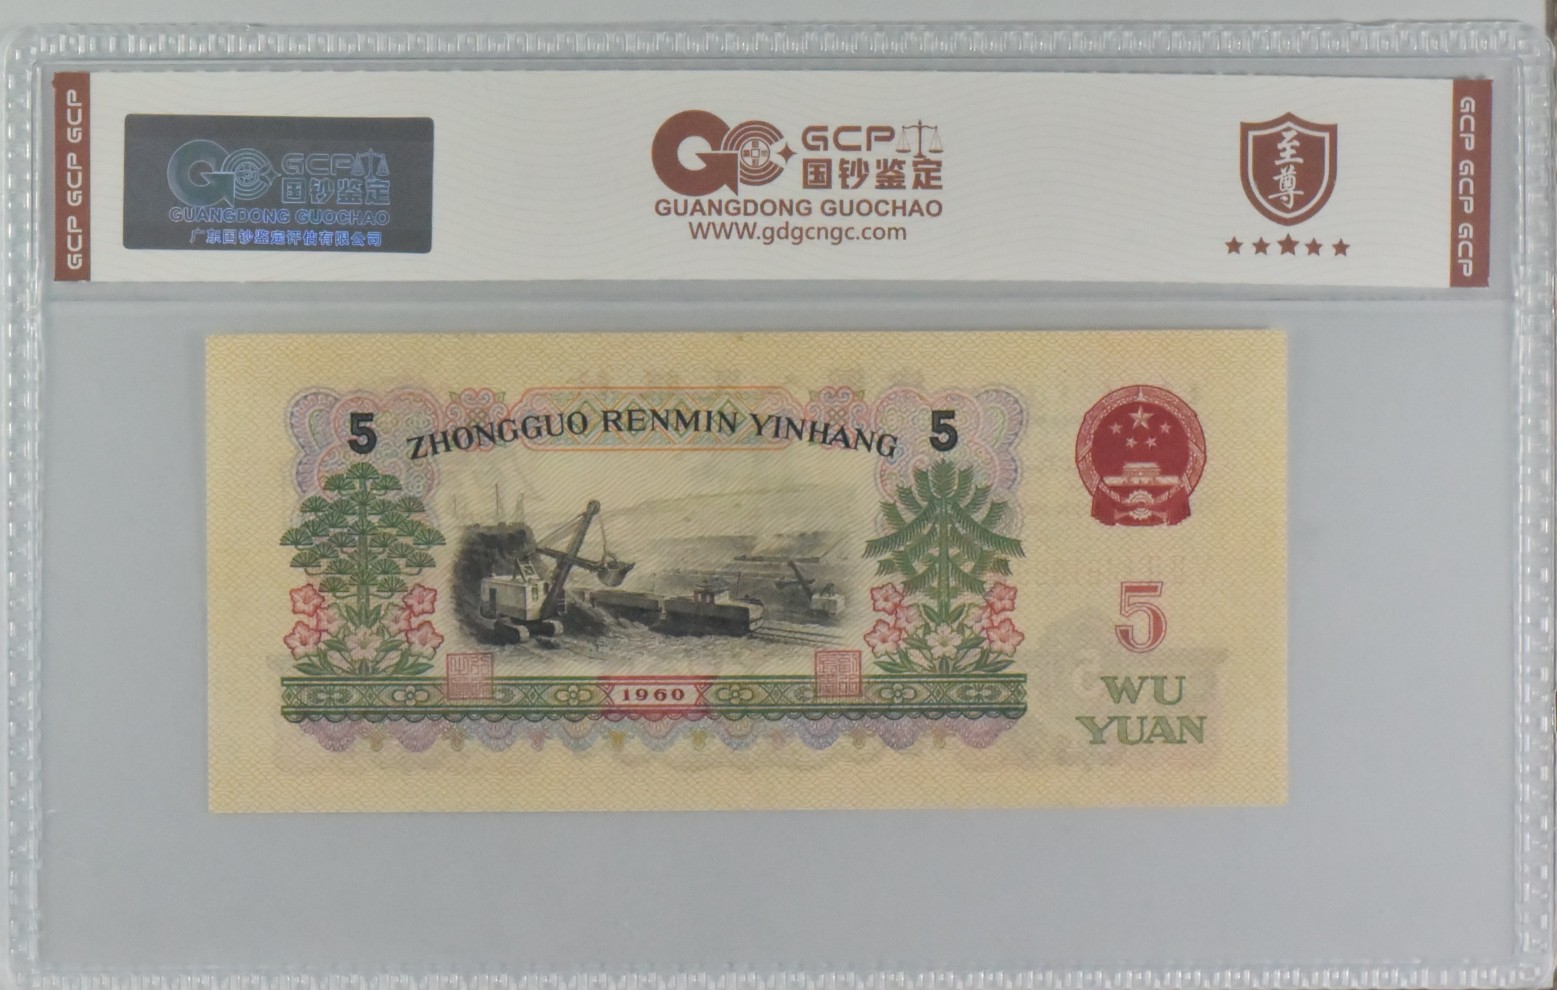 GCP GCP GCP
GCP
国钞鉴定
GUANGDONG GUOCHAO
广东国钞鉴定评估有限公司
GCP
国钞鉴定
GUANGDONG GUOCHAO
WWW.gdgcngc.com
至尊
GCP GCP GCP
5
ZHONGGUO RENMIN YINHANG
5
1960
5
WU
YUAN